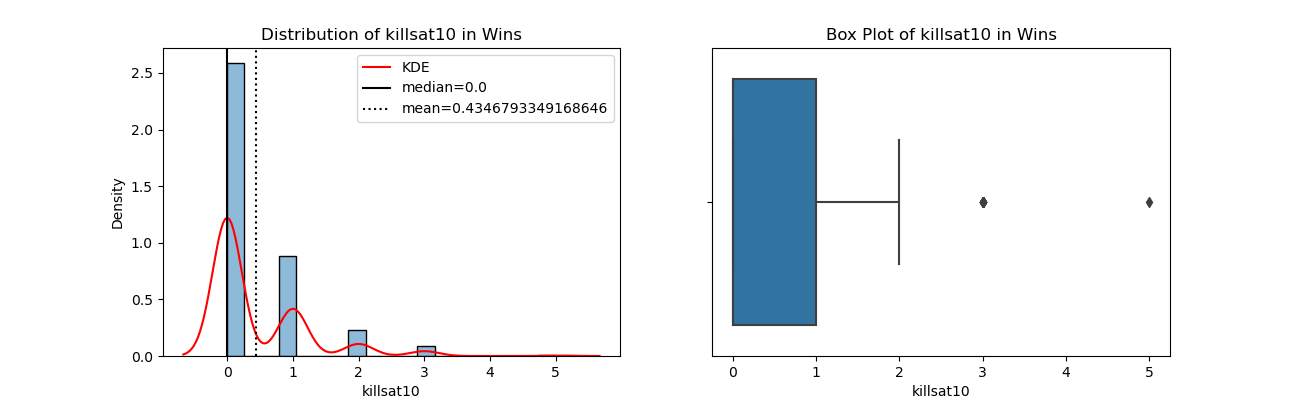 Distribution of killsat10 in Wins
KDE
median=0.0
mean=0.4346793349168646
Density
2.5
2.0
1.5
1.0
0.5
0.0
0 1 2 3 4 5
killsat10
Box Plot of killsat10 in Wins
0 1 2 3 4 5
killsat10